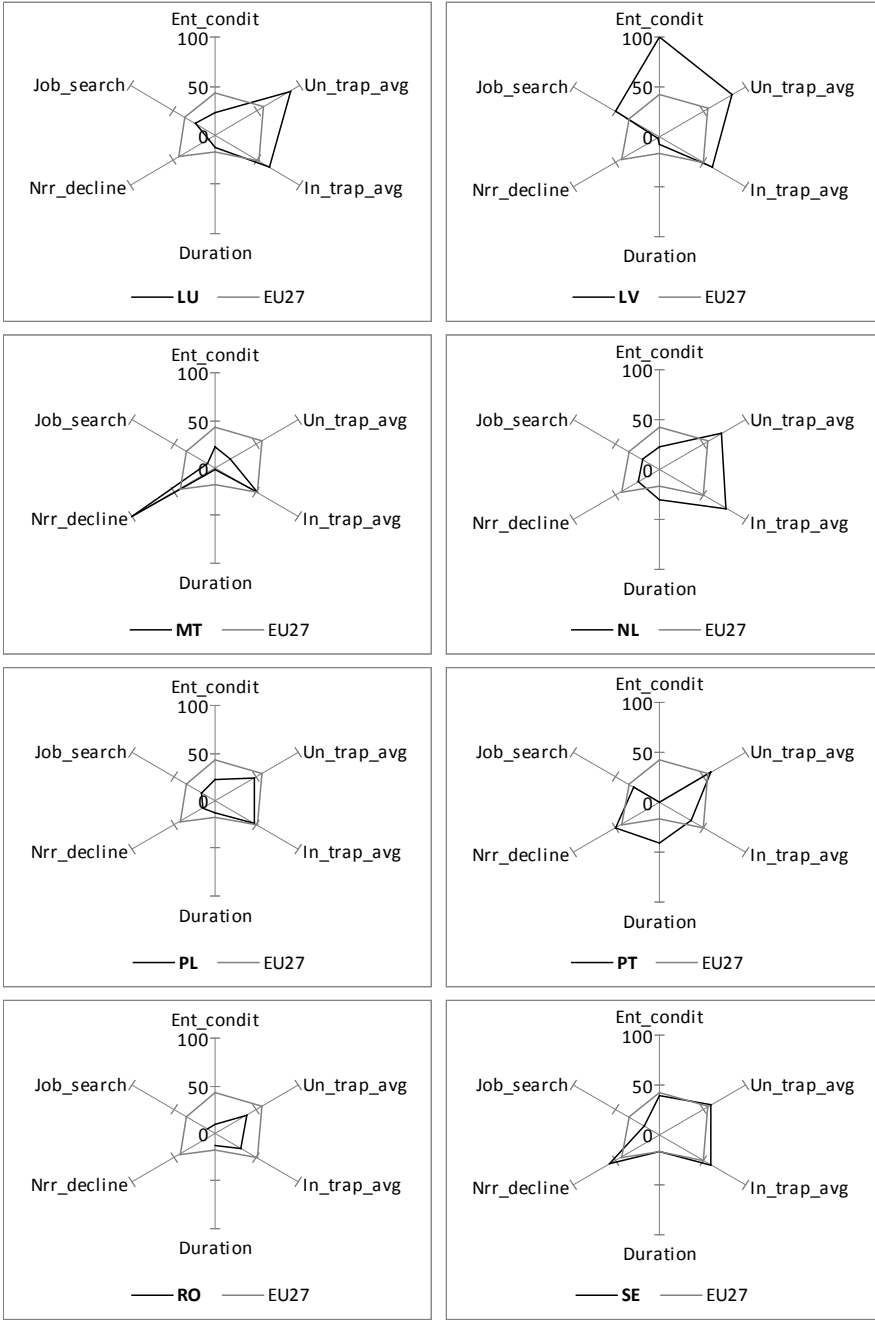 Ent_condit
100
Job_search
50
Un_trap_avg
0
Nrr_decline
In_trap_avg
Duration
LU EU27
Ent_condit
100
Job_search
50
Un_trap_avg
0
Nrr_decline
In_trap_avg
Duration
LV EU27
Ent_condit
100
Job_search
50
Un_trap_avg
0
Nrr_decline
In_trap_avg
Duration
MT EU27
Ent_condit
100
Job_search
50
Un_trap_avg
0
Nrr_decline
In_trap_avg
Duration
NL EU27
Ent_condit
100
Job_search
50
Un_trap_avg
0
Nrr_decline
In_trap_avg
Duration
PL EU27
Ent_condit
100
Job_search
50
Un_trap_avg
0
Nrr_decline
In_trap_avg
Duration
PT EU27
Ent_condit
100
Job_search
50
Un_trap_avg
0
Nrr_decline
In_trap_avg
Duration
RO EU27
Ent_condit
100
Job_search
50
Un_trap_avg
0
Nrr_decline
In_trap_avg
Duration
SE EU27